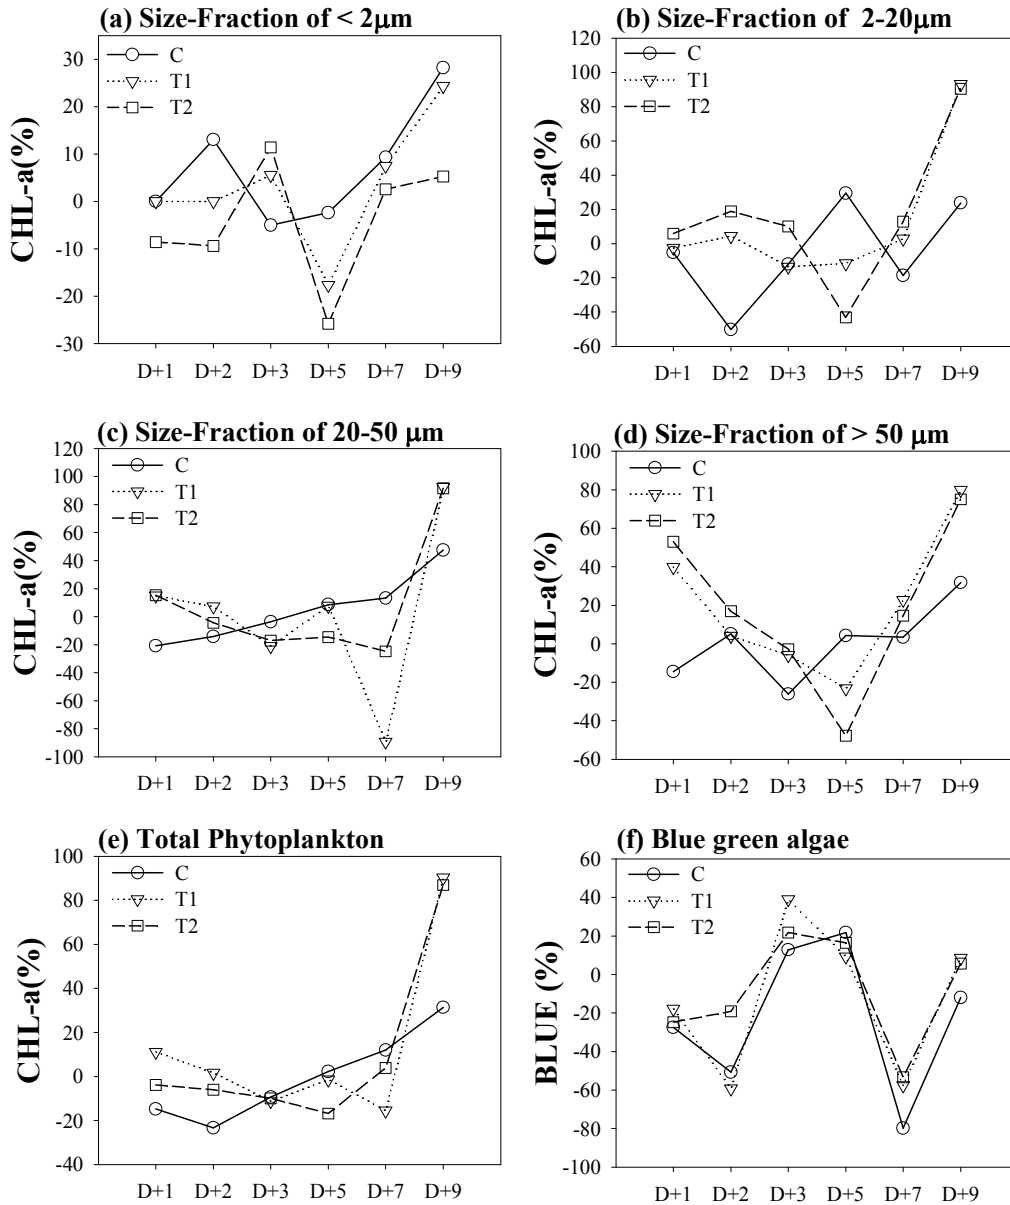 (a) Size-Fraction of < 2μm
C
T1
T2
CHL-a(%)
30
20
10
0
-10
-20
-30
D+1 D+2 D+3 D+5 D+7 D+9
(b) Size-Fraction of 2-20μm
C
T1
T2
CHL-a(%)
120
100
80
60
40
20
0
-20
-40
-60
D+1 D+2 D+3 D+5 D+7 D+9
(c) Size-Fraction of 20-50 μm
C
T1
T2
CHL-a(%)
120
100
80
60
40
20
0
-20
-40
-60
-80
-100
D+1 D+2 D+3 D+5 D+7 D+9
(d) Size-Fraction of > 50 μm
C
T1
T2
CHL-a(%)
100
80
60
40
20
0
-20
-40
-60
D+1 D+2 D+3 D+5 D+7 D+9
(e) Total Phytoplankton
C
T1
T2
CHL-a(%)
100
80
60
40
20
0
-20
-40
D+1 D+2 D+3 D+5 D+7 D+9
(f) Blue green algae
C
T1
T2
BLUE (%)
60
40
20
0
-20
-40
-60
-80
-100
D+1 D+2 D+3 D+5 D+7 D+9